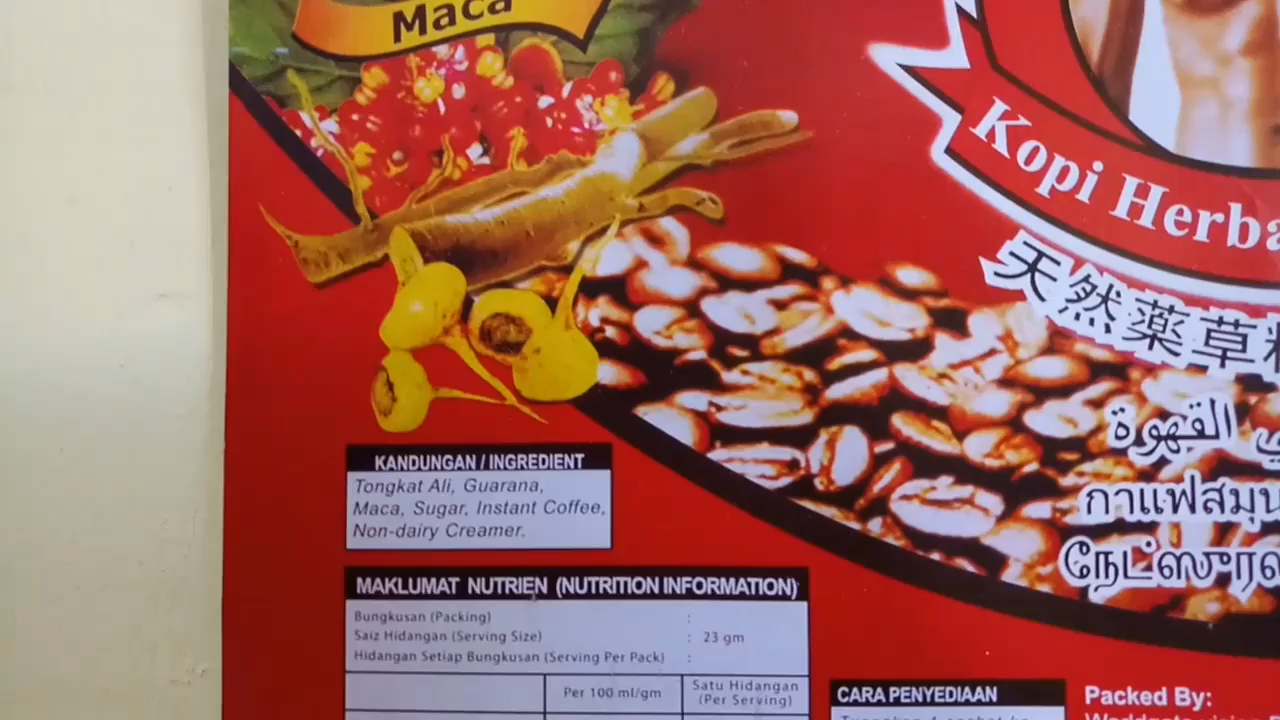 Maca
Kopi Herba
天然薬草
القهوة
KANDUNGAN / INGREDIENT
Tongkat Ali, Guarana,
Maca, Sugar, Instant Coffee,
Non-dairy Creamer.
MAKLUMAT NUTRIEN (NUTRITION INFORMATION)
Bungkusan (Packing) :
Saiz Hidangan (Serving Size) : 23 gm
Hidangan Setiap Bungkusan (Serving Per Pack) :
Per 100 ml/gm
Satu Hidangan
(Per Serving)
CARA PENYEDIAAN
Packed By:
กาแฟสมุน
நேட்ஸுரல